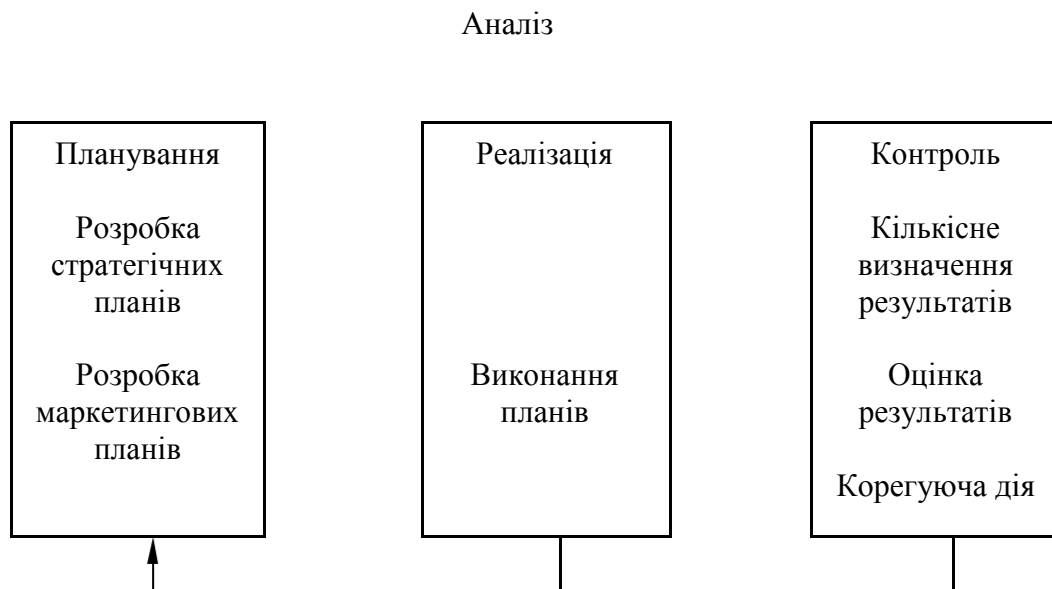 Аналіз
Планування
Розробка
стратегічних
планів
Розробка
маркетингових
планів
Реалізація
Виконання
планів
Контроль
Кількісне
визначення
результатів
Оцінка
результатів
Корегуюча дія